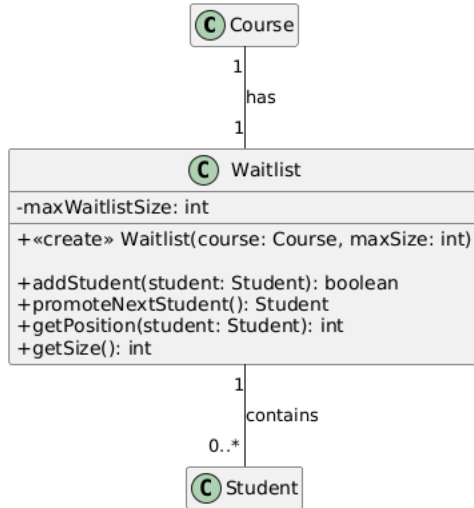 C Course
1
has
1
C Waitlist
-maxWaitlistSize: int
+«create» Waitlist(course: Course, maxSize: int)
+addStudent(student: Student): boolean
+promoteNextStudent(): Student
+getPosition(student: Student): int
+getSize(): int
1
contains
0..*
C Student